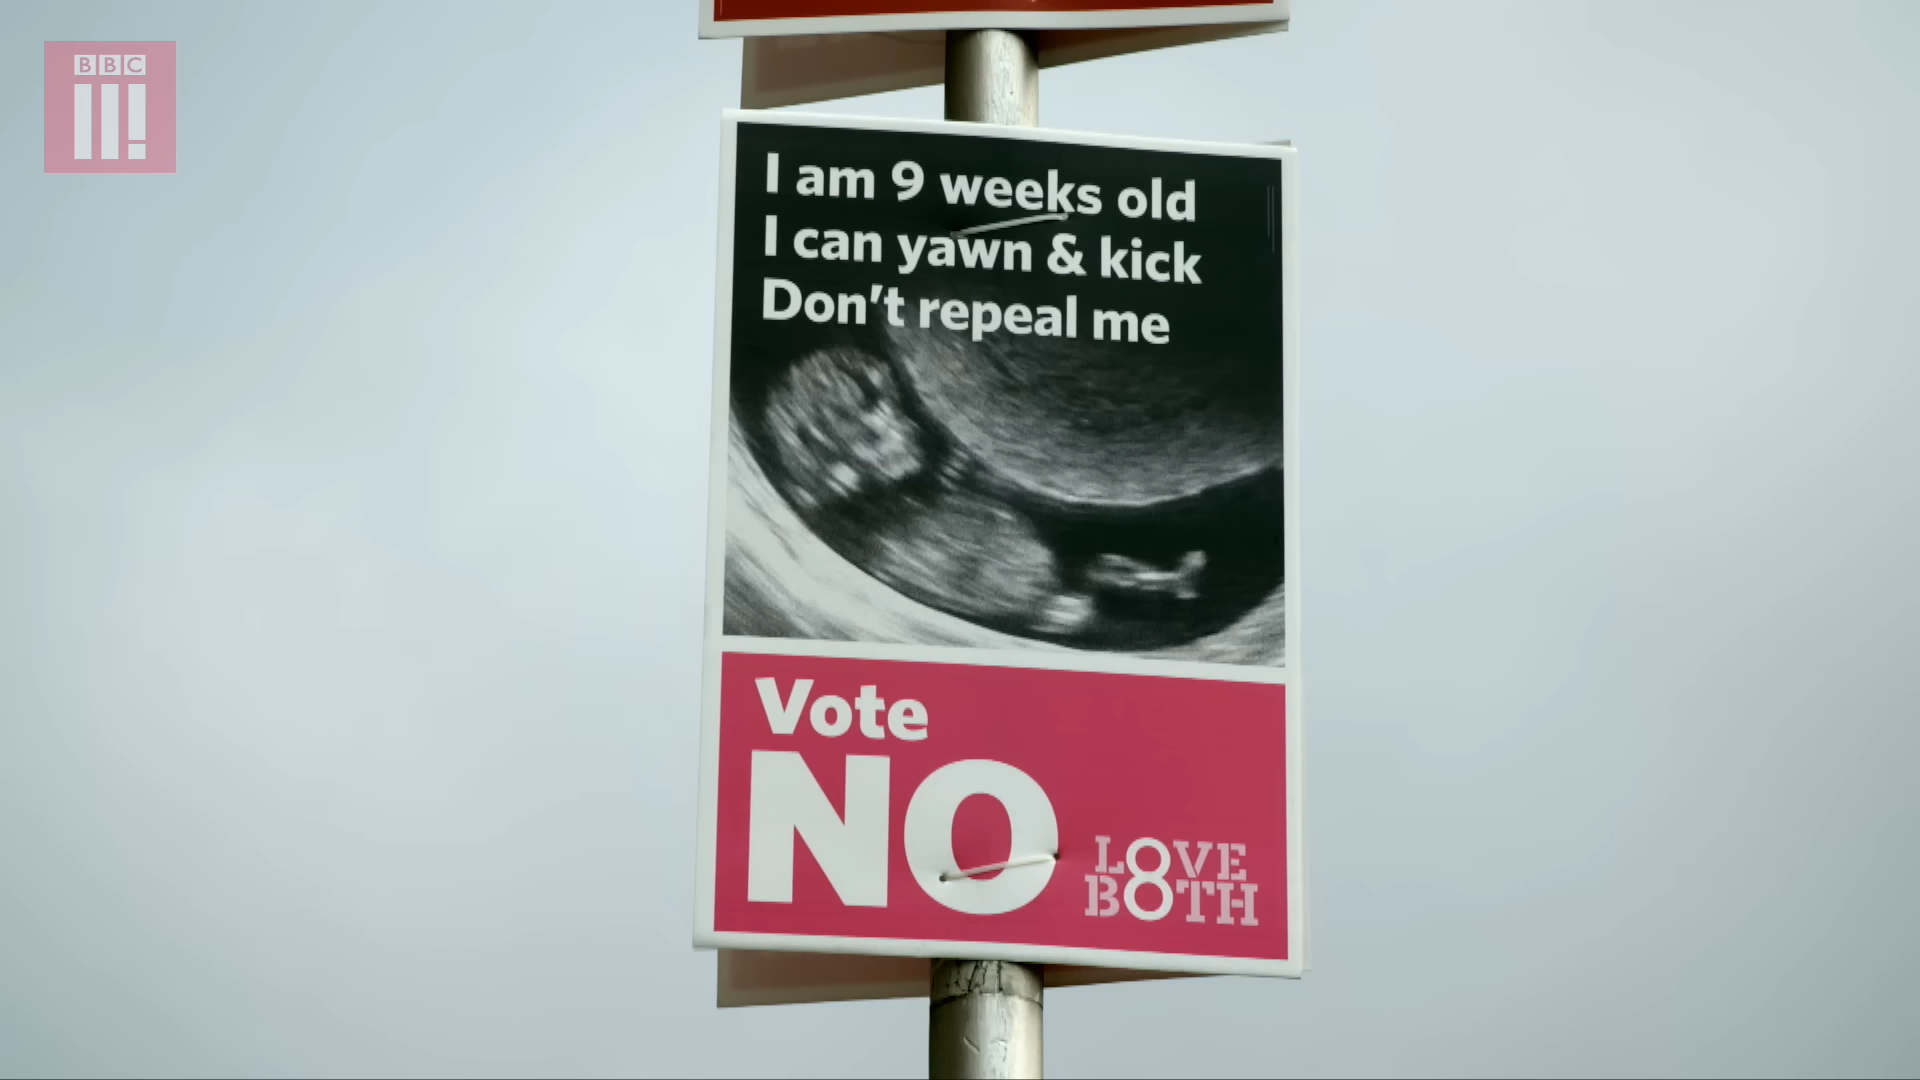 BBC
III!
I am 9 weeks old
I can yawn & kick
Don't repeal me
Vote
NO
LOVE
BOTH